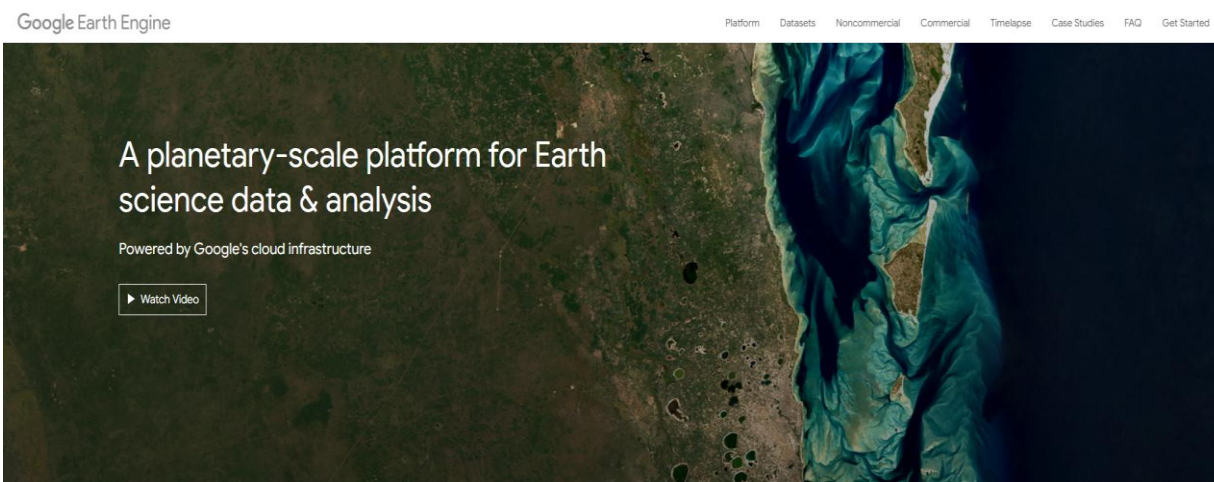 Google Earth Engine
Platform Datasets Noncommercial Commercial Timelapse Case Studies FAQ Get Started
A planetary-scale platform for Earth
science data & analysis
Powered by Google's cloud infrastructure
Watch Video